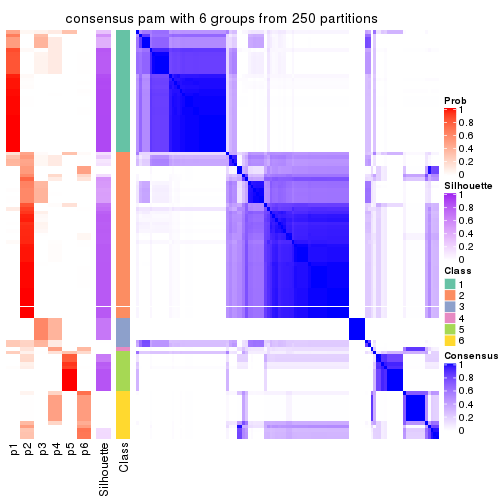 consensus pam with 6 groups from 250 partitions
Prob
1
0.8
0.6
0.4
0.2
0
Silhouette
1
0.8
0.6
0.4
0.2
0
Class
1
2
3
4
5
6
Consensus
1
0.8
0.6
0.4
0.2
0
p1
p2
p3
p4
p5
p6
Silhouette
Class